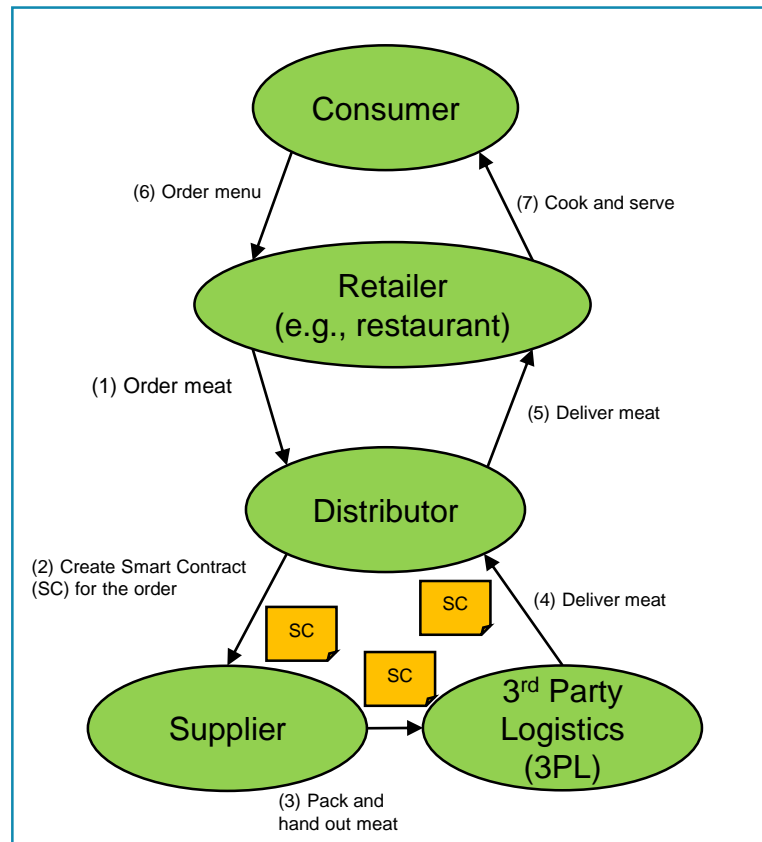 Consumer
(6) Order menu
(7) Cook and serve
Retailer
(e.g., restaurant)
(1) Order meat
(5) Deliver meat
Distributor
(2) Create Smart Contract
(SC) for the order
SC
SC
(4) Deliver meat
SC
Supplier
3rd Party
Logistics
(3PL)
(3) Pack and
hand out meat